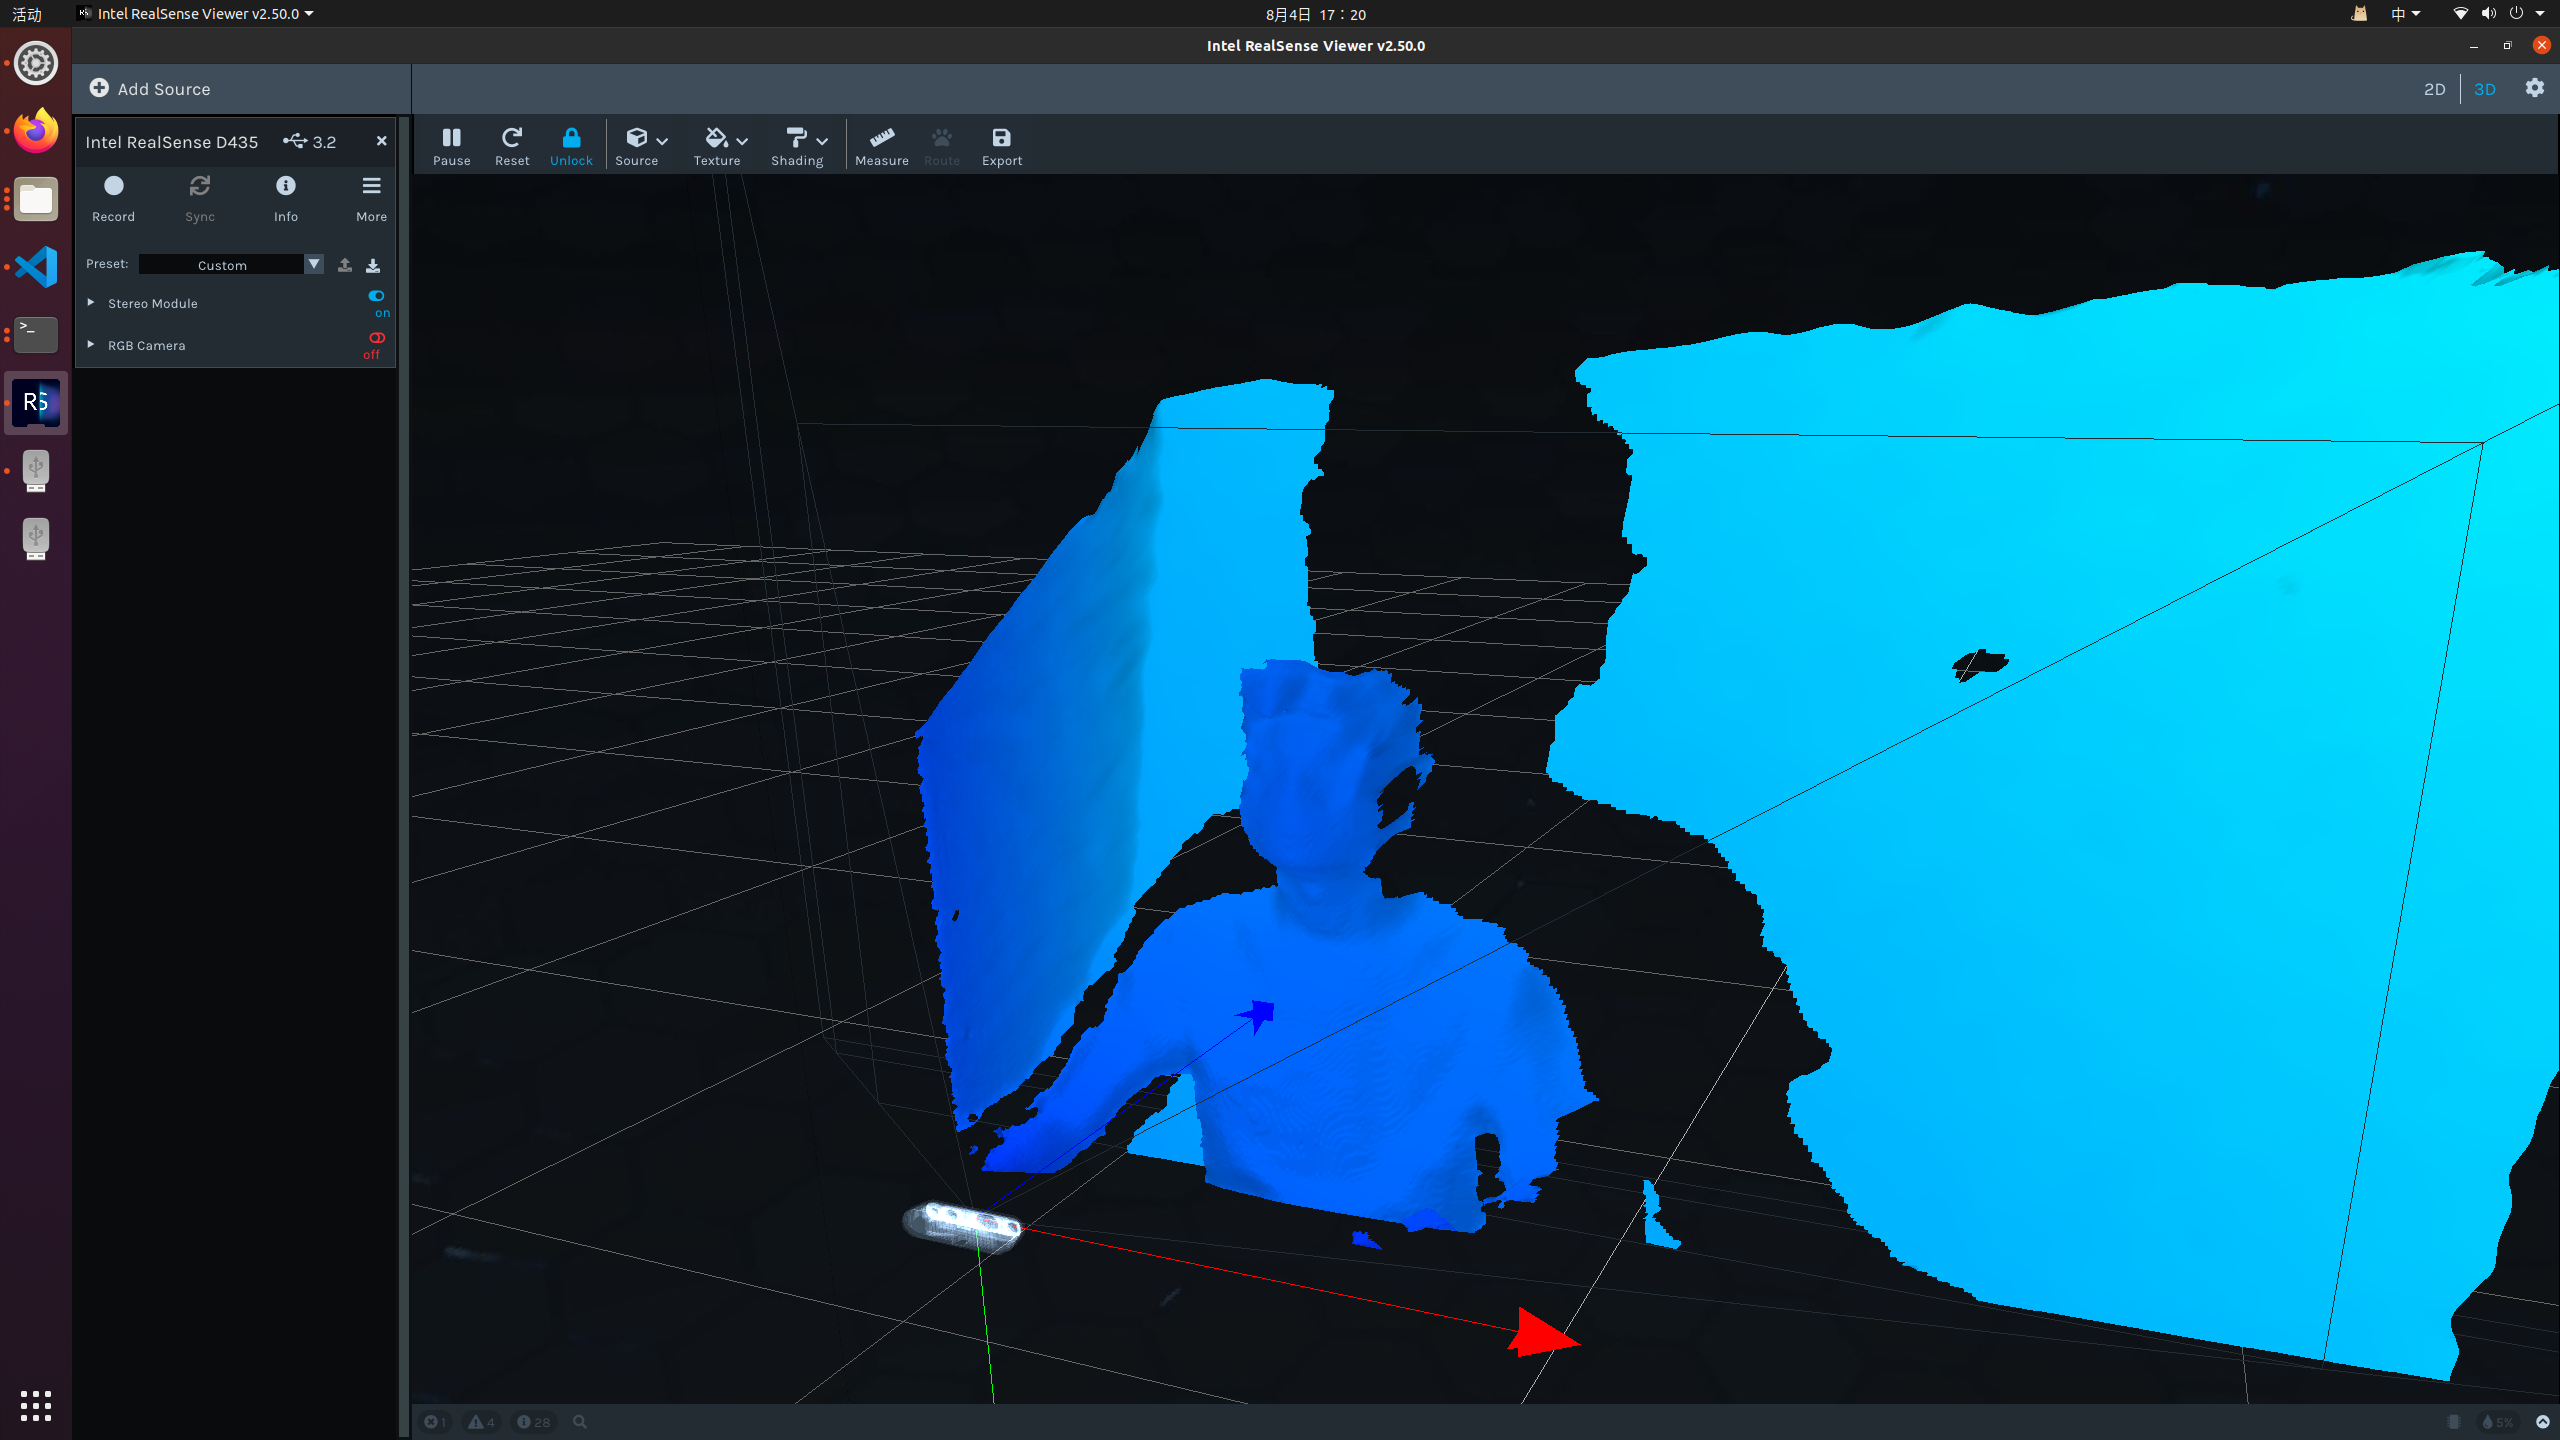 活动
Intel RealSense Viewer v2.50.0
8月4日 17：20
中
Intel RealSense Viewer v2.50.0
Add Source
2D
3D
Intel RealSense D435
3.2
Pause
Reset
Unlock
Source
Texture
Shading
Measure
Route
Export
Record
Sync
Info
More
Preset:
Custom
Stereo Module
on
RGB Camera
off
>_
RS
1
4
28
5%